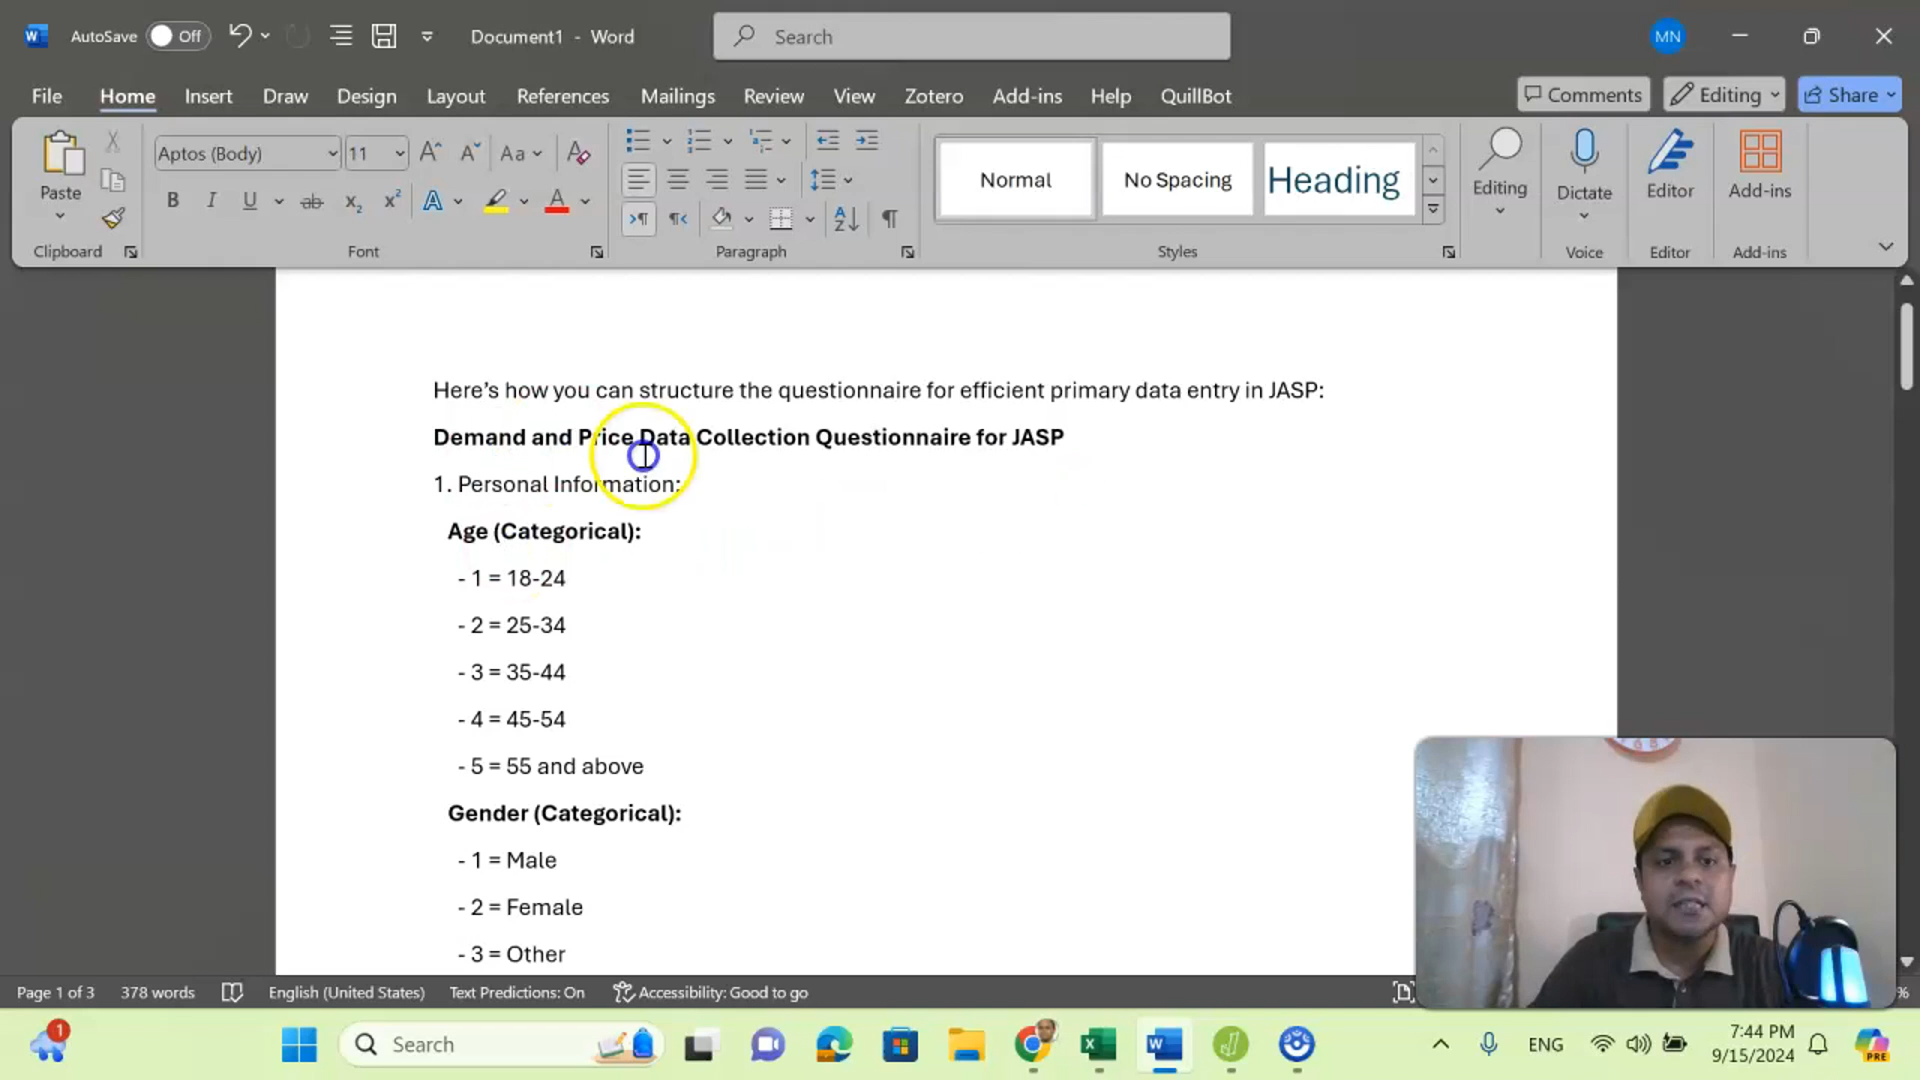 AutoSave Off Document1 - Word Search MN
File Home Insert Draw Design Layout References Mailings Review View Zotero Add-ins Help QuillBot Comments Editing Share
Paste Aptos (Body) 11 Aa Normal No Spacing Heading Editing Dictate Editor Add-ins
B I U ab x₂ x² A A
Clipboard Font Paragraph Styles Voice Editor Add-ins
Here's how you can structure the questionnaire for efficient primary data entry in JASP:
Demand and Price Data Collection Questionnaire for JASP
1. Personal Information:
Age (Categorical):
- 1 = 18-24
- 2 = 25-34
- 3 = 35-44
- 4 = 45-54
- 5 = 55 and above
Gender (Categorical):
- 1 = Male
- 2 = Female
- 3 = Other
Page 1 of 3 378 words English (United States) Text Predictions: On Accessibility: Good to go %
1 Search ENG 7:44 PM
9/15/2024 PRE